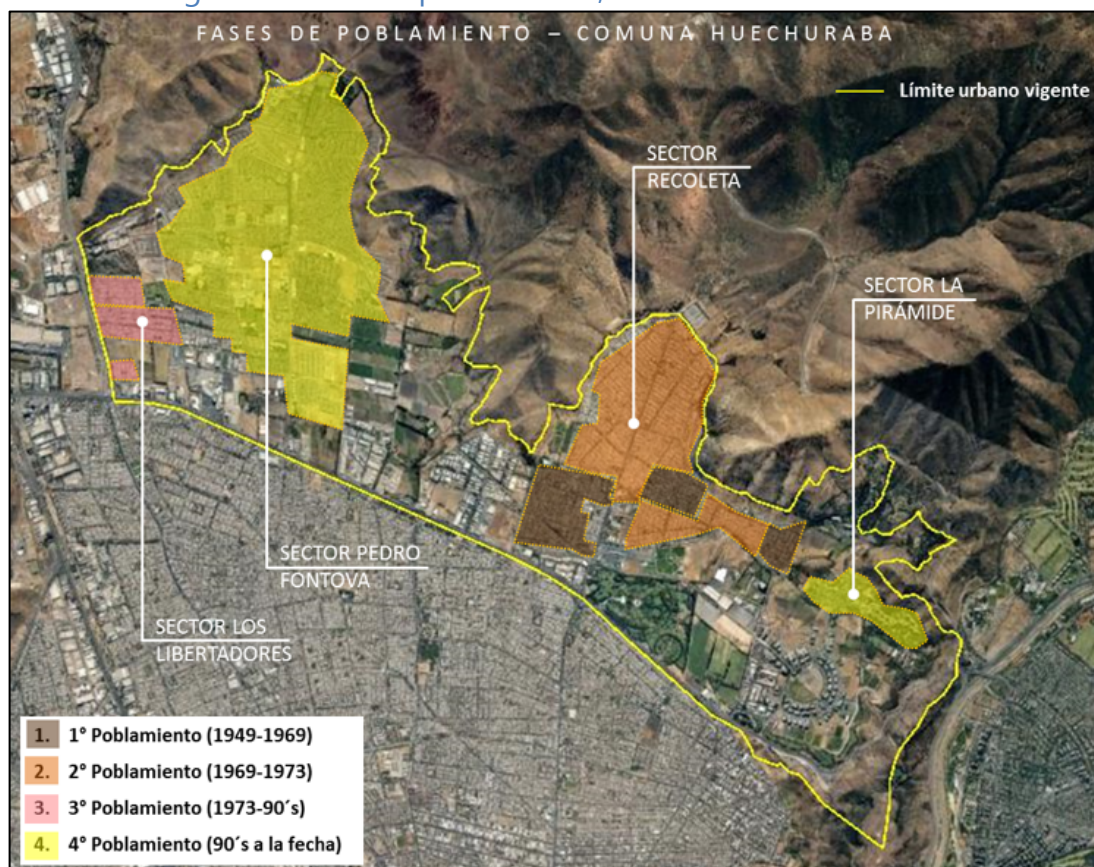 FASES DE POBLAMIENTO – COMUNA HUECHURABA
Límite urbano vigente
SECTOR
RECOLETA
SECTOR LA
PIRÁMIDE
SECTOR PEDRO
FONTOVA
SECTOR LOS
LIBERTADORES
1. 1° Poblamiento (1949-1969)
2. 2° Poblamiento (1969-1973)
3. 3° Poblamiento (1973-90´s)
4. 4° Poblamiento (90´s a la fecha)